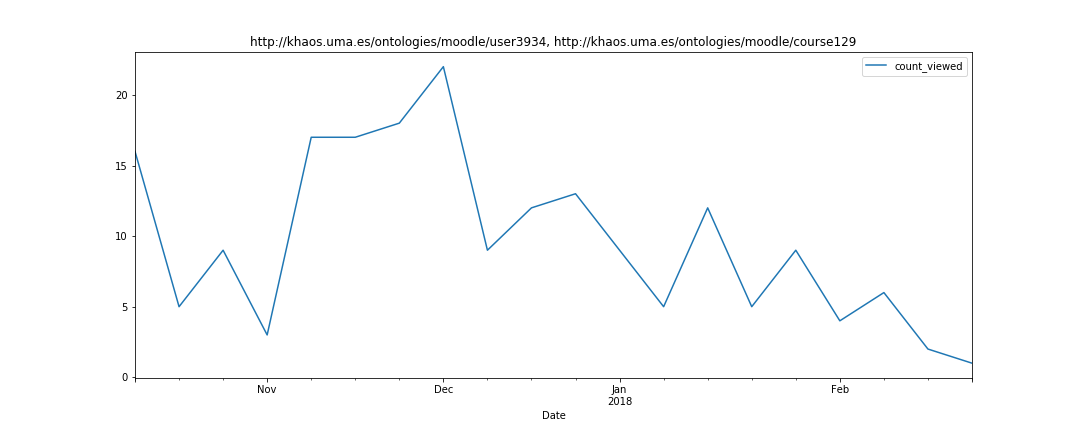 http://khaos.uma.es/ontologies/moodle/user3934, http://khaos.uma.es/ontologies/moodle/course129
count_viewed
20
15
10
5
0
Nov
Dec
Jan
2018
Feb
Date